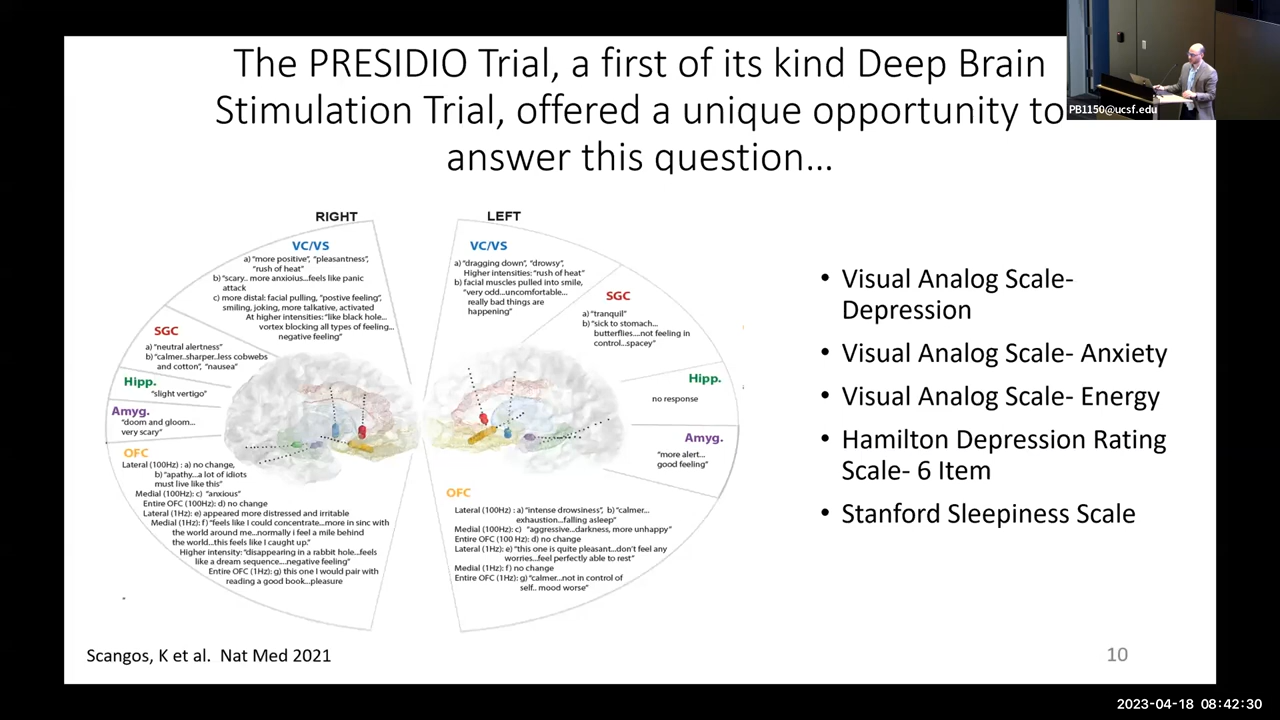 The PRESIDIO Trial, a first of its kind Deep Brain
Stimulation Trial, offered a unique opportunity to
answer this question...
PB1150@ucsf.edu
RIGHT
VC/VS
a) "more positive", "pleasantness",
"rush of heat"
b) "scary.. more anxioius...feels like panic
attack
c) more distal: facial pulling, "postive feeling",
smiling, joking, more talkative, activated
At higher intensities: "like black hole...
vortex blocking all types of feeling...
negative feeling"
SGC
a) "neutral alertness"
b) "calmer..sharper..less cobwebs
and cotton", "nausea"
Hipp.
"slight vertigo"
Amyg.
"doom and gloom...
very scary"
OFC
Lateral (100Hz) : a) no change,
b) "apathy...a lot of idiots
must live like this"
Medial (100Hz): c) "anxious"
Entire OFC (100Hz): d) no change
Lateral (1Hz): e) appeared more distressed and irritable
Medial (1Hz): f) "feels like I could concentrate...more in sinc with
the world around me...normally i feel a mile behind
the world...this feels like I caught up."
Higher intensity: "disappearing in a rabbit hole...feels
like a dream sequence....negative feeling"
Entire OFC (1Hz): g) this one I would pair with
reading a good book...pleasure
LEFT
VC/VS
a) "dragging down", "drowsy",
Higher intensities: "rush of heat"
b) facial muscles pulled into smile,
"very odd...uncomfortable...
really bad things are
happening"
SGC
a) "tranquil"
b) "sick to stomach...
butterflies....not feeling in
control...spacey"
Hipp.
no response
Amyg.
"more alert...
good feeling"
OFC
Lateral (100Hz) : a) "intense drowsiness", b) "calmer...
exhaustion...falling asleep"
Medial (100Hz): c) "aggressive...darkness, more unhappy"
Entire OFC (100 Hz): d) no change
Lateral (1Hz): e) "this one is quite pleasant...don't feel any
worries...feel perfectly able to rest"
Medial (1Hz): f) no change
Entire OFC (1Hz): g) "calmer...not in control of
self.. mood worse"
• Visual Analog Scale-
Depression
• Visual Analog Scale- Anxiety
• Visual Analog Scale- Energy
• Hamilton Depression Rating
Scale- 6 Item
• Stanford Sleepiness Scale
Scangos, K et al. Nat Med 2021
10
2023-04-18 08:42:30